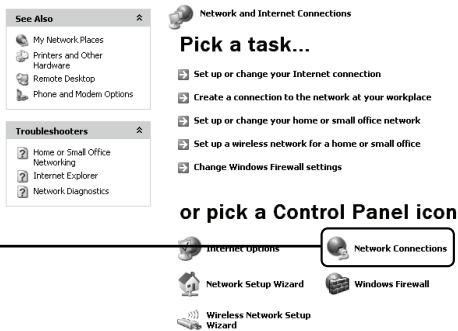 See Also
My Network Places
Printers and Other
Hardware
Remote Desktop
Phone and Modem Options
Troubleshooters
Home or Small Office
Networking
Internet Explorer
Network Diagnostics
Network and Internet Connections
Pick a task...
Set up or change your Internet connection
Create a connection to the network at your workplace
Set up or change your home or small office network
Set up a wireless network for a home or small office
Change Windows Firewall settings
or pick a Control Panel icon
Internet Options
Network Connections
Network Setup Wizard
Windows Firewall
Wireless Network Setup
Wizard